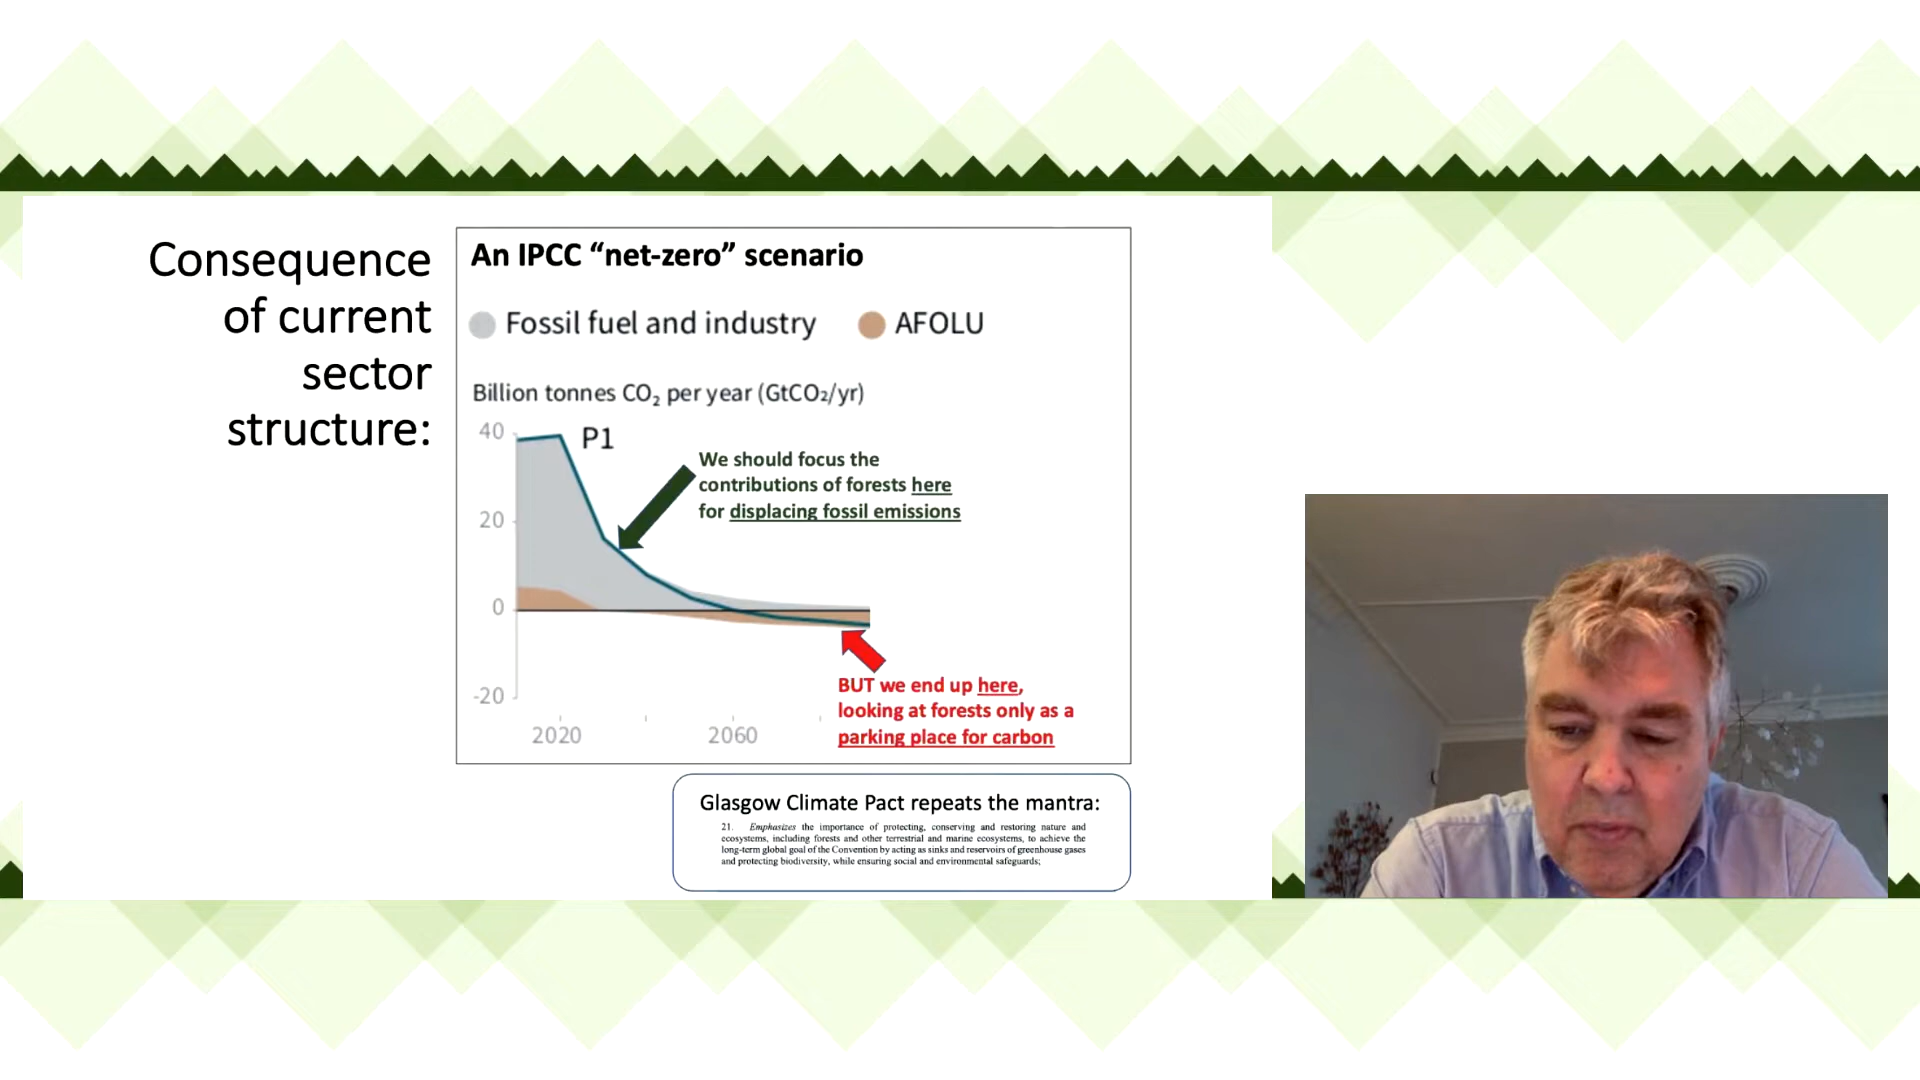 Consequence
of current
sector
structure:
An IPCC “net-zero” scenario
Fossil fuel and industry
AFOLU
Billion tonnes CO₂ per year (GtCO₂/yr)
40
P1
We should focus the
contributions of forests here
for displacing fossil emissions
20
0
BUT we end up here,
looking at forests only as a
parking place for carbon
-20
2020
2060
Glasgow Climate Pact repeats the mantra:
21. Emphasizes the importance of protecting, conserving and restoring nature and
ecosystems, including forests and other terrestrial and marine ecosystems, to achieve the
long-term global goal of the Convention by acting as sinks and reservoirs of greenhouse gases
and protecting biodiversity, while ensuring social and environmental safeguards;